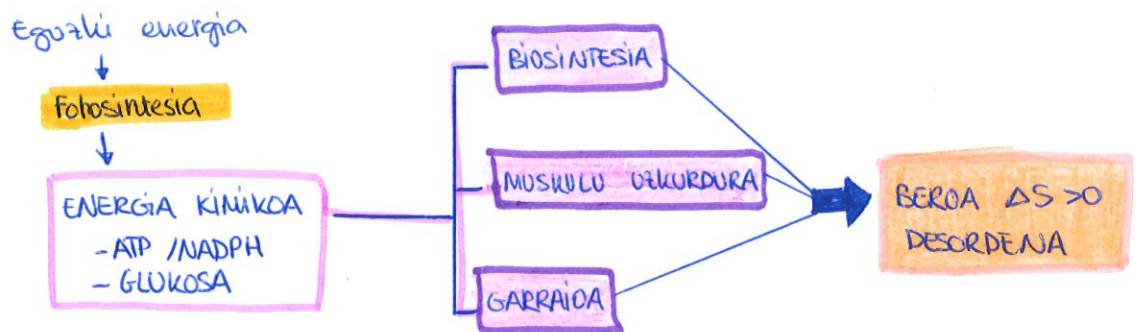 Eguzki energia
Fotosintesia
ENERGIA KIMIKOA
- ATP / NADPH
- GLUKOSA
BIOSINTESIA
MUSKULU UZKURDURA
GARRAIOA
BEROA ΔS >0
DESORDENA